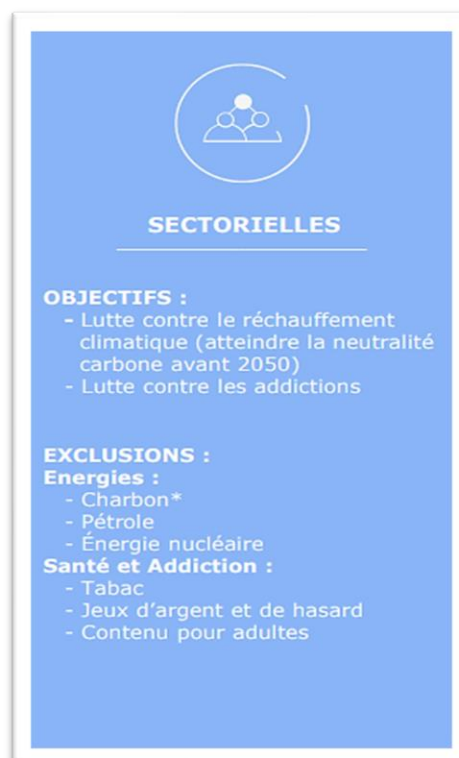 SECTORIELLES
OBJECTIFS :
- Lutte contre le réchauffement
climatique (atteindre la neutralité
carbone avant 2050)
- Lutte contre les addictions
EXCLUSIONS :
Energies :
- Charbon*
- Pétrole
- Énergie nucléaire
Santé et Addiction :
- Tabac
- Jeux d’argent et de hasard
- Contenu pour adultes